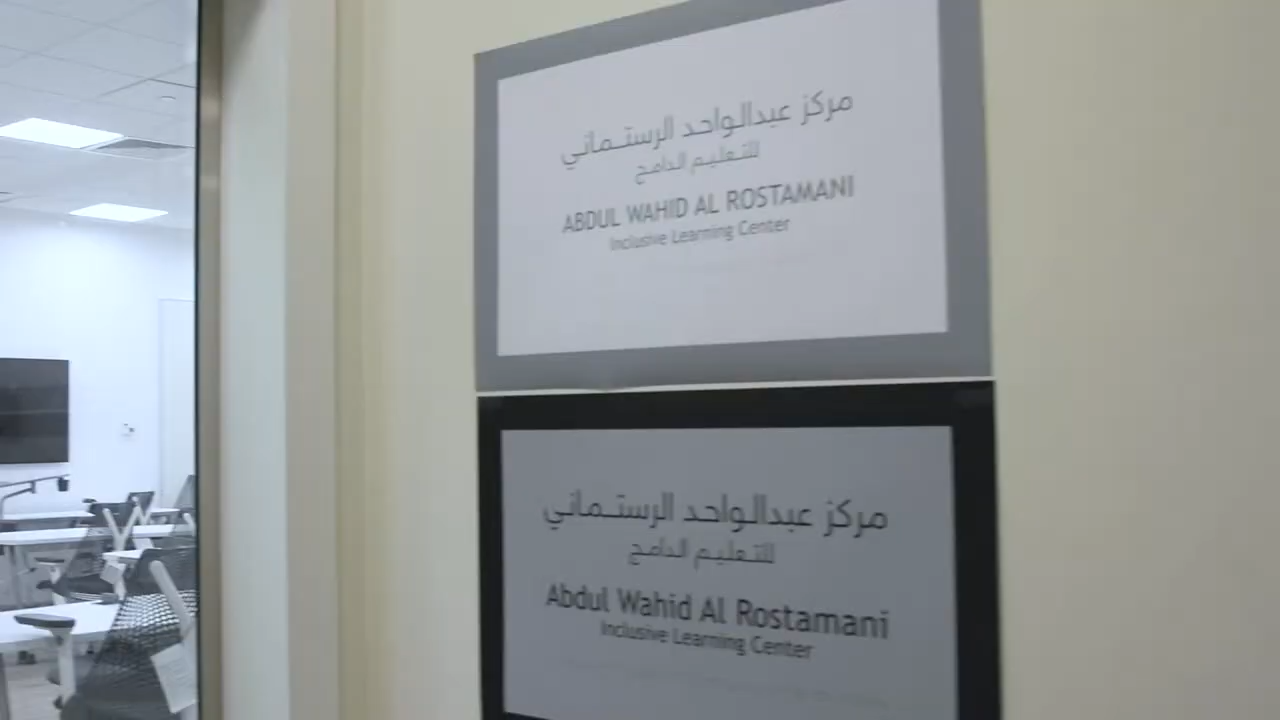 مركز عبدالواحد الرستماني
للتعليم الدامج
ABDUL WAHID AL ROSTAMANI
Inclusive Learning Center
مركز عبدالواحد الرستماني
للتعليم الدامج
Abdul Wahid Al Rostamani
Inclusive Learning Center